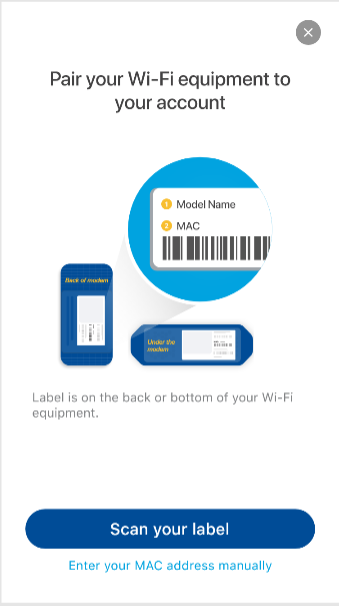 Pair your Wi-Fi equipment to
your account
1 Model Name
2 MAC
Back of modem
Under the
modem
Label is on the back or bottom of your Wi-Fi
equipment.
Scan your label
Enter your MAC address manually